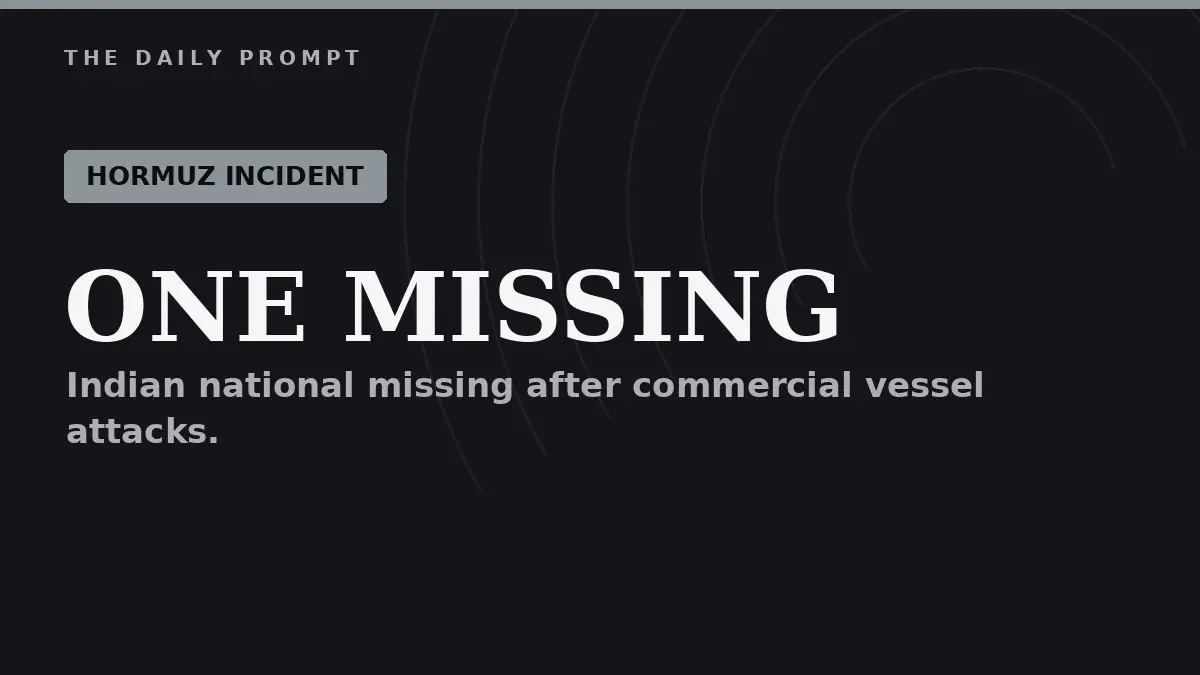 THE DAILY PROMPT
HORMUZ INCIDENT
ONE MISSING
Indian national missing after commercial vessel
attacks.